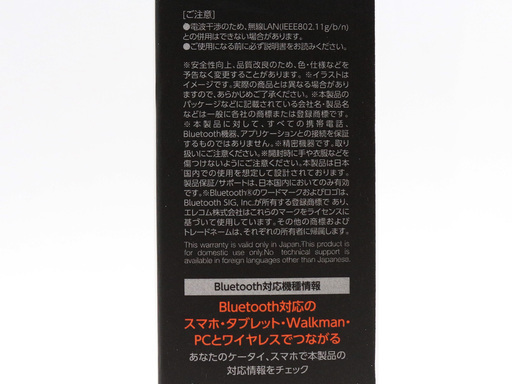 [ご注意]
●電波干渉のため、無線LAN(IEEE802.11g/b/n)
との併用はできない場合があります。
●ご使用になる前に必ず説明書をお読みください。
※安全性向上、品質改良のため、色・仕様などを
予告なく変更することがあります。※イラストは
イメージです。実際の商品とは異なる場合があり
ますので、あらかじめご了承ください。※本製品の
パッケージなどに記載されている会社名・製品名
などは一般に各社の商標または登録商標です。
※本製品に対して、すべての携帯電話、
Bluetooth機器、アプリケーションとの接続を保証
するものではありません。※精密機器です。取り
扱いにご注意ください。※開封時に手や衣服などを
傷つけないようにご注意ください。本製品は日本
国内での使用を想定して設計されております。
製品保証/サポートは、日本国内においてのみ有効
です。※Bluetooth®のワードマークおよびロゴは、
Bluetooth SIG, Inc.が所有する登録商標であり、
エレコム株式会社はこれらのマークをライセンスに
基づいて使用しています。その他の商標および
トレードネームは、それぞれの所有者に帰属します。
This warranty is valid only in Japan.This product is
for domestic use only.No technical support is
available in foreign languages other than Japanese.
Bluetooth対応機種情報
Bluetooth対応の
スマホ・タブレット・Walkman・
PCとワイヤレスでつながる
あなたのケータイ、スマホで本製品の
対応情報をチェック